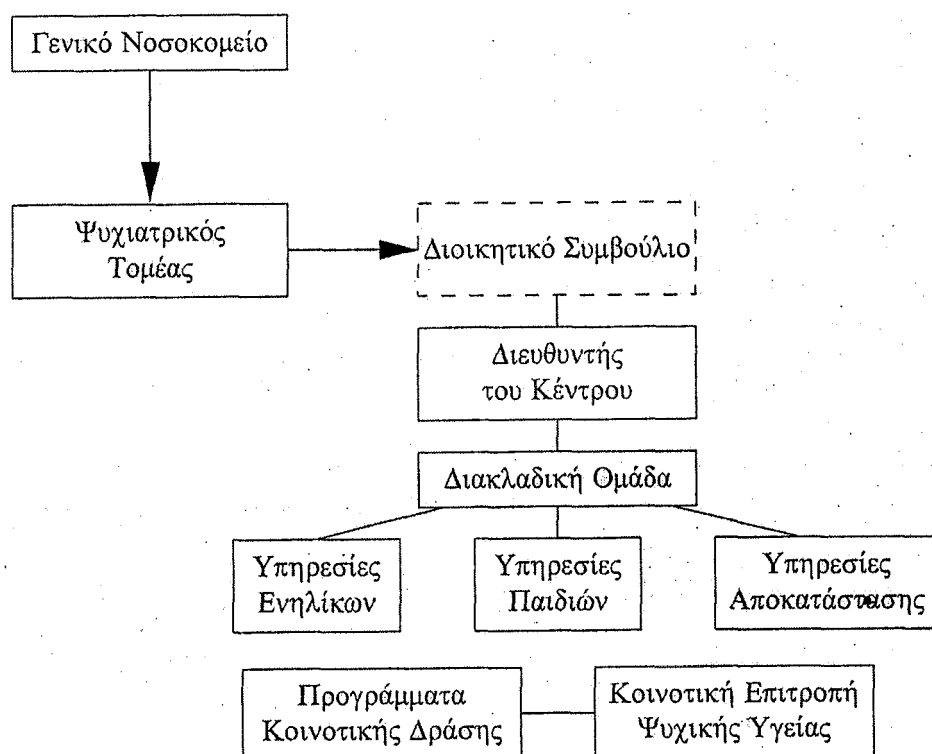 Γενικό Νοσοκομείο
Ψυχιατρικός
Τομέας
Διοικητικό Συμβούλιο
Διευθυντής
του Κέντρου
Διακλαδική Ομάδα
Υπηρεσίες
Ενηλίκων
Υπηρεσίες
Παιδιών
Υπηρεσίες
Αποκατάστασης
Προγράμματα
Κοινοτικής Δράσης
Κοινοτική Επιτροπή
Ψυχικής Υγείας